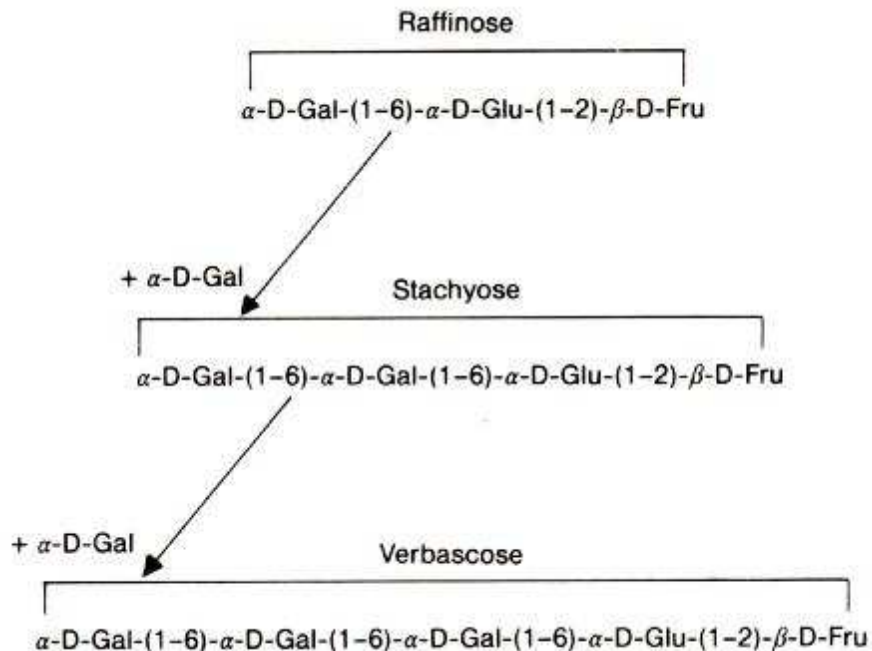 Raffinose
α-D-Gal-(1–6)-α-D-Glu-(1–2)-β-D-Fru
+ α-D-Gal
Stachyose
α-D-Gal-(1–6)-α-D-Gal-(1–6)-α-D-Glu-(1–2)-β-D-Fru
+ α-D-Gal
Verbascose
α-D-Gal-(1–6)-α-D-Gal-(1–6)-α-D-Gal-(1–6)-α-D-Glu-(1–2)-β-D-Fru